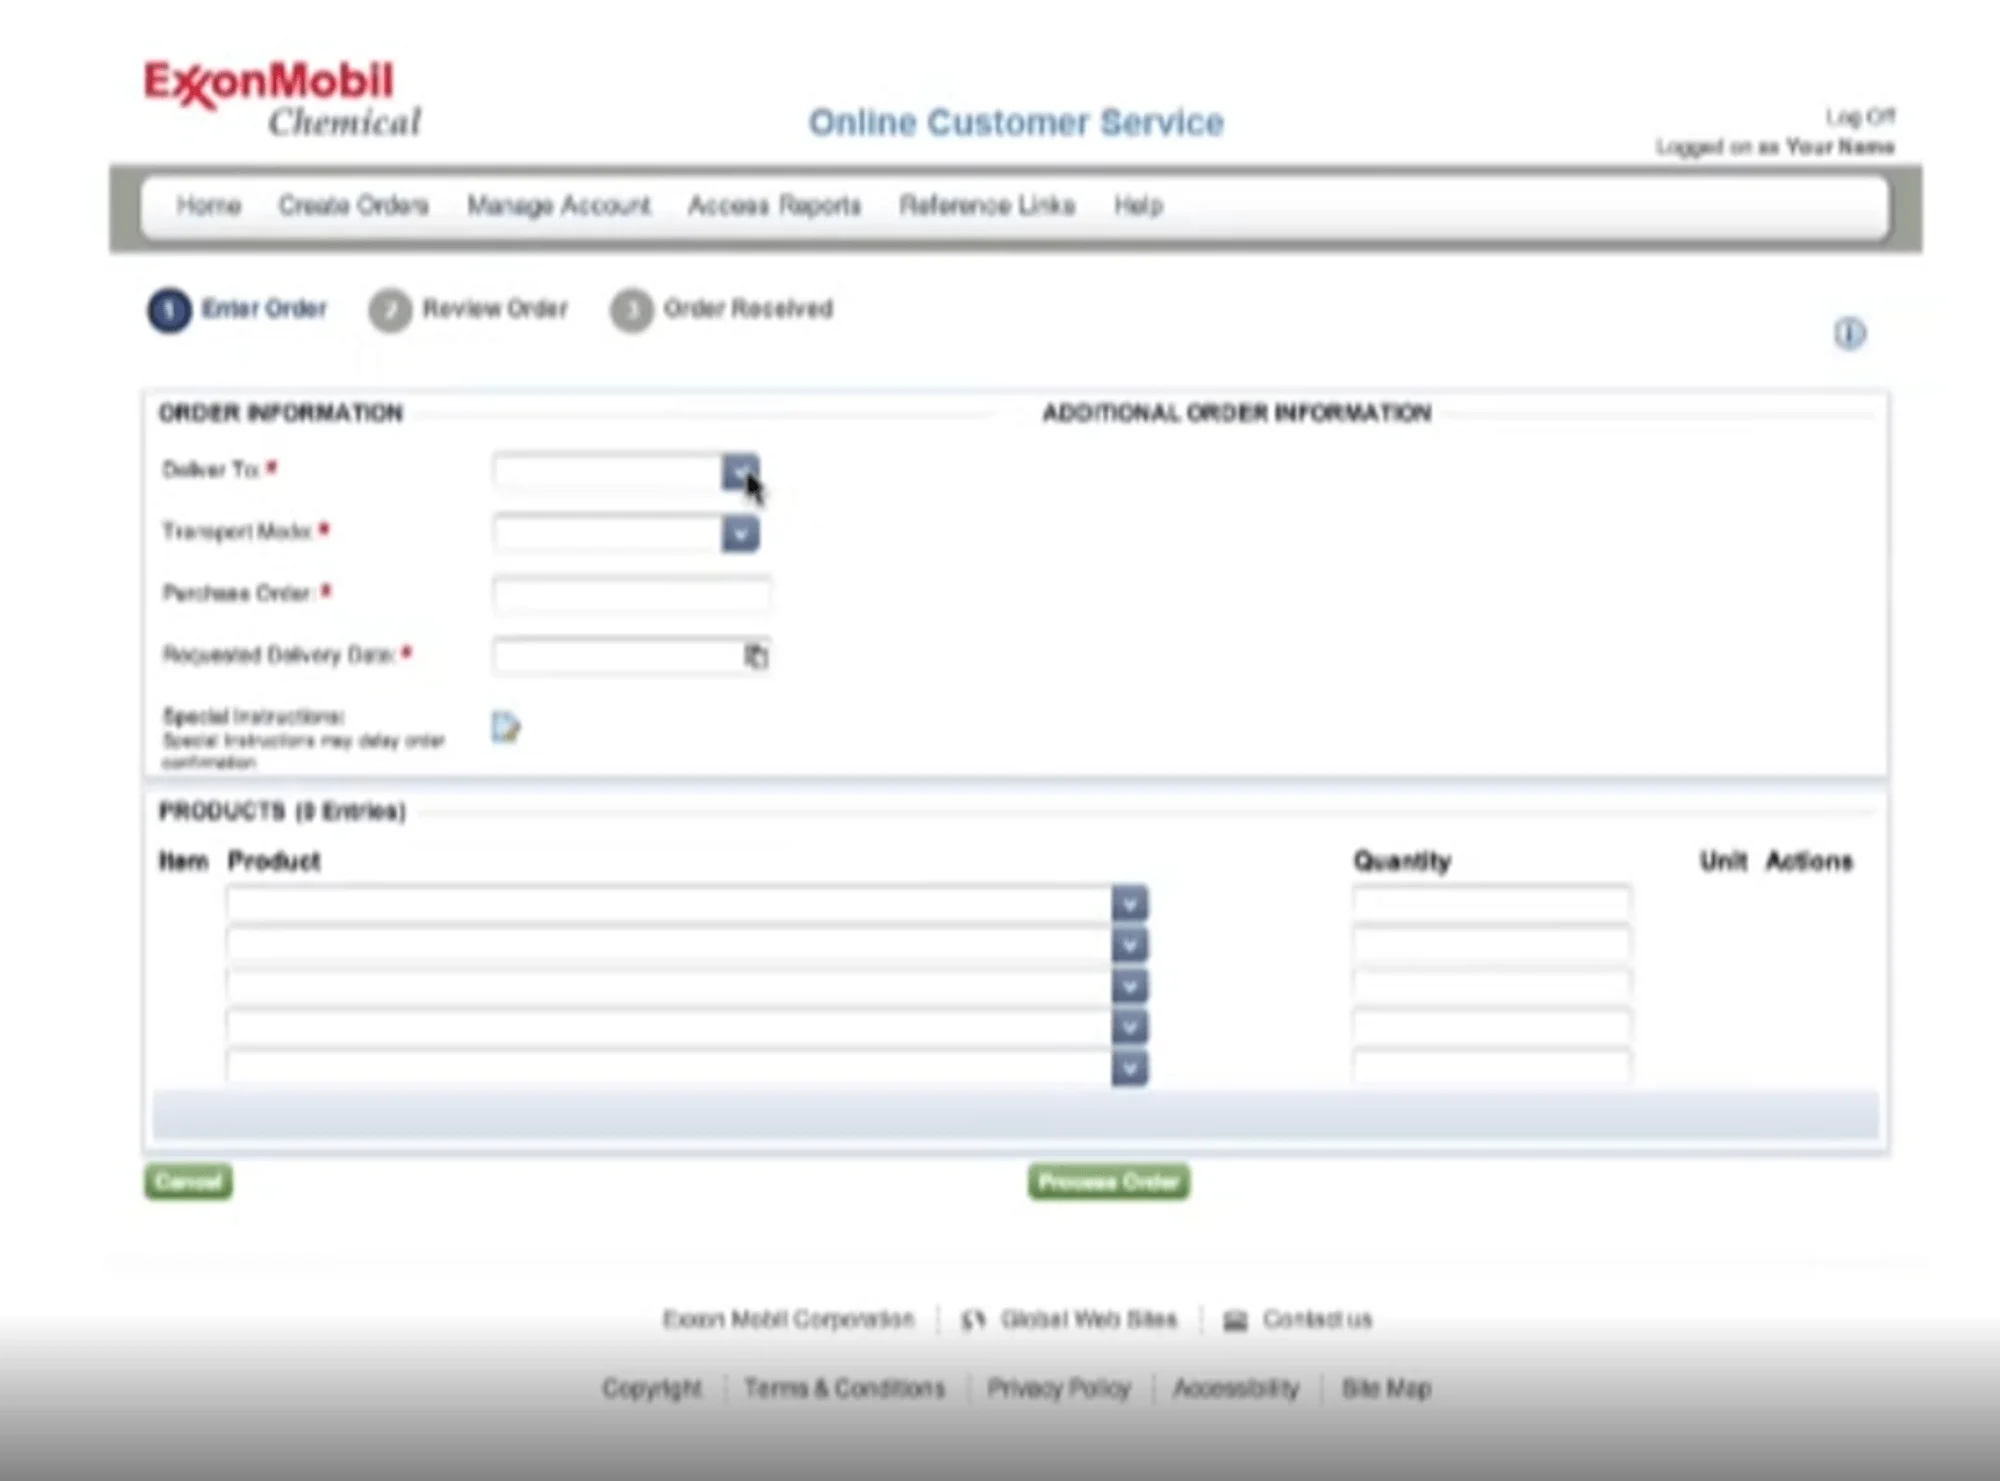 ExxonMobil
Chemical
Online Customer Service
Log Off
Logged on as Your Name
Home Create Orders Manage Account Access Reports Reference Links Help
1 Enter Order 2 Review Order 3 Order Received
ORDER INFORMATION
ADDITIONAL ORDER INFORMATION
Deliver To: *
Transport Mode: *
Purchase Order: *
Requested Delivery Date: *
Special Instructions:
Special Instructions may delay order
confirmation
PRODUCTS (0 Entries)
Item Product Quantity Unit Actions
Cancel Process Order
Exxon Mobil Corporation Global Web Sites Contact us
Copyright Terms & Conditions Privacy Policy Accessibility Site Map